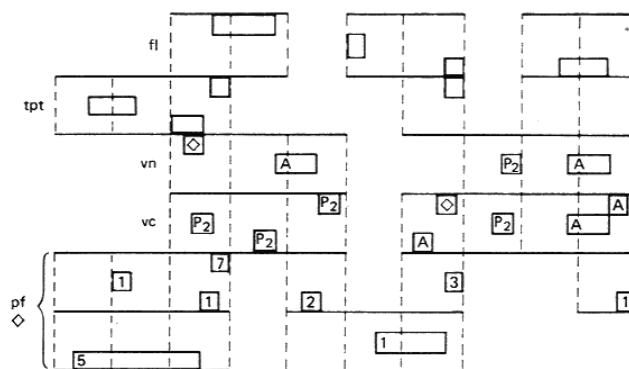 fl
tpt
◇
vn A P₂ A
P₂ ◇ A
vc P₂ P₂ A
P₂ A
7
1 3
pf 1 2 1
◇
1
5